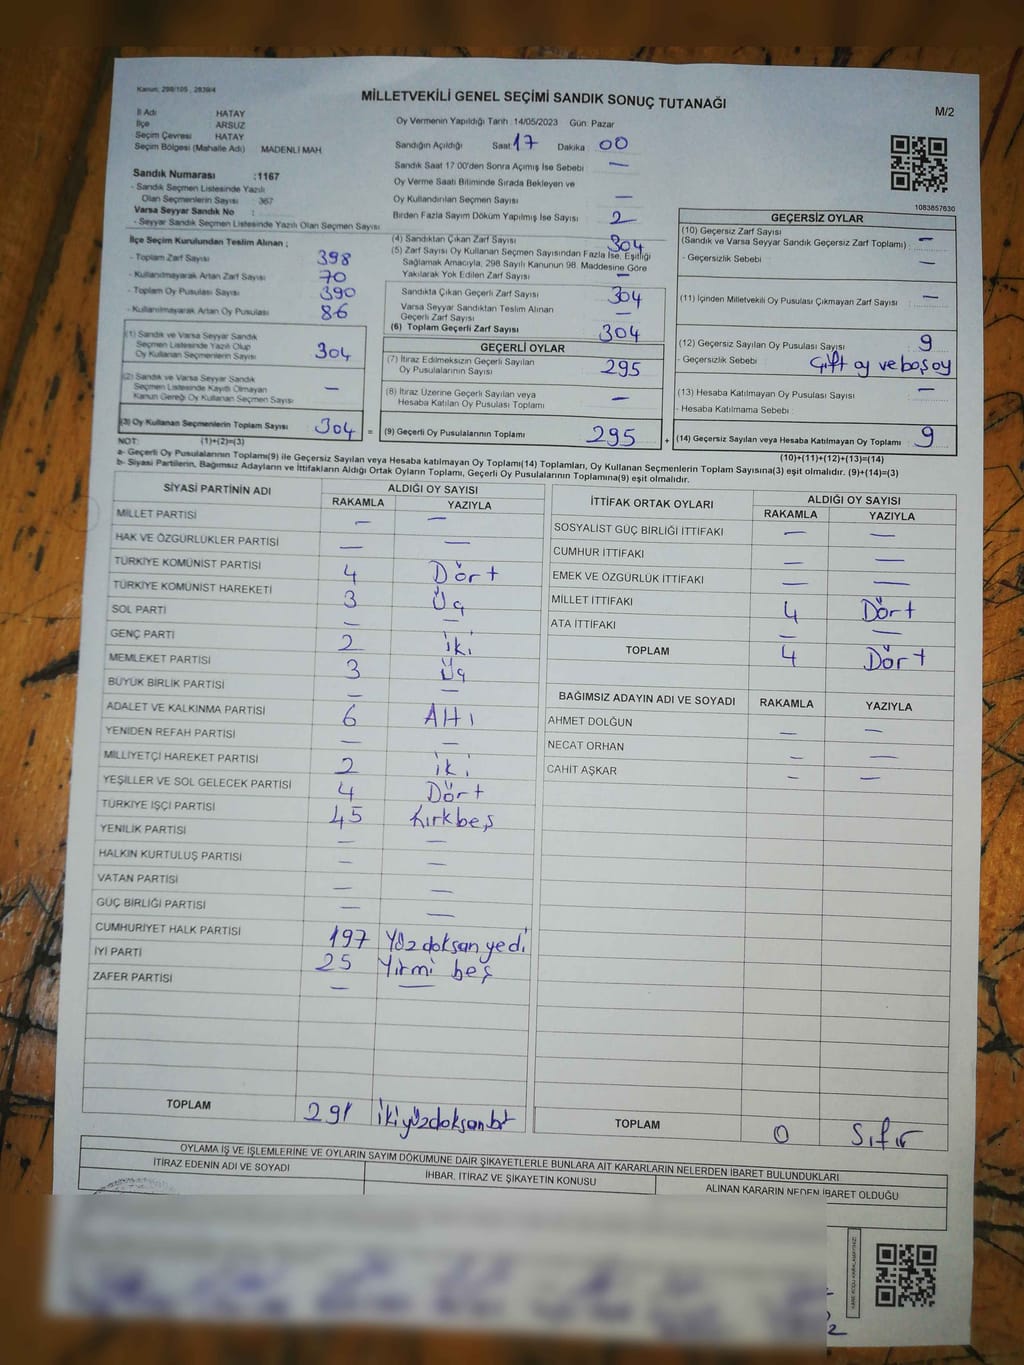 Kanun: 298/105 , 2839/4
MİLLETVEKİLİ GENEL SEÇİMİ SANDIK SONUÇ TUTANAĞI
M/2
İl Adı HATAY
İlçe ARSUZ
Seçim Çevresi HATAY
Seçim Bölgesi (Mahalle Adı) MADENLİ MAH
Sandık Numarası :1167
- Sandık Seçmen Listesinde Yazılı
Olan Seçmenlerin Sayısı 367
Varsa Seyyar Sandık No :
- Seyyar Sandık Seçmen Listesinde Yazılı Olan Seçmen Sayısı
Oy Vermenin Yapıldığı Tarih : 14/05/2023 Gün: Pazar
Sandığın Açıldığı Saat 17 Dakika 00
Sandık Saat 17:00'den Sonra Açılmış İse Sebebi —
Oy Verme Saati Bitiminde Sırada Bekleyen ve
Oy Kullandırılan Seçmen Sayısı —
Birden Fazla Sayım Döküm Yapılmış İse Sayısı 2
1083857630
İlçe Seçim Kurulundan Teslim Alınan ;
- Toplam Zarf Sayısı 398
- Kullanılmayarak Artan Zarf Sayısı 70
- Toplam Oy Pusulası Sayısı 390
- Kullanılmayarak Artan Oy Pusulası 86
(1) Sandık ve Varsa Seyyar Sandık
Seçmen Listesinde Yazılı Olup
Oy Kullanan Seçmenlerin Sayısı 304
(2) Sandık ve Varsa Seyyar Sandık
Seçmen Listesinde Kayıtlı Olmayan
Kanun Gereği Oy Kullanan Seçmen Sayısı —
(3) Oy Kullanan Seçmenlerin Toplam Sayısı 304 =
(4) Sandıktan Çıkan Zarf Sayısı 304
(5) Zarf Sayısı Oy Kullanan Seçmen Sayısından Fazla İse, Eşitliği
Sağlamak Amacıyla, 298 Sayılı Kanunun 98. Maddesine Göre
Yakılarak Yok Edilen Zarf Sayısı —
Sandıkta Çıkan Geçerli Zarf Sayısı 304
Varsa Seyyar Sandıktan Teslim Alınan
Geçerli Zarf Sayısı —
(6) Toplam Geçerli Zarf Sayısı 304
GEÇERLİ OYLAR
(7) İtiraz Edilmeksizin Geçerli Sayılan
Oy Pusulalarının Sayısı 295
(8) İtiraz Üzerine Geçerli Sayılan veya
Hesaba Katılan Oy Pusulası Toplamı —
(9) Geçerli Oy Pusulalarının Toplamı 295 +
GEÇERSİZ OYLAR
(10) Geçersiz Zarf Sayısı
(Sandık ve Varsa Seyyar Sandık Geçersiz Zarf Toplamı) : —
- Geçersizlik Sebebi : —
(11) İçinden Milletvekili Oy Pusulası Çıkmayan Zarf Sayısı : —
(12) Geçersiz Sayılan Oy Pusulası Sayısı : 9
- Geçersizlik Sebebi : Çift oy ve boş oy
(13) Hesaba Katılmayan Oy Pusulası Sayısı : —
- Hesaba Katılmama Sebebi :
(14) Geçersiz Sayılan veya Hesaba Katılmayan Oy Toplamı 9
NOT: (1)+(2)=(3) (10)+(11)+(12)+(13)=(14)
a- Geçerli Oy Pusulalarının Toplamı(9) ile Geçersiz Sayılan veya Hesaba katılmayan Oy Toplamı(14) Toplamları, Oy Kullanan Seçmenlerin Toplam Sayısına(3) eşit olmalıdır. (9)+(14)=(3)
b- Siyasi Partilerin, Bağımsız Adayların ve İttifakların Aldığı Ortak Oyların Toplamı, Geçerli Oy Pusulalarının Toplamına(9) eşit olmalıdır.
SİYASİ PARTİNİN ADI ALDIĞI OY SAYISI
RAKAMLA YAZIYLA
MİLLET PARTİSİ — —
HAK VE ÖZGÜRLÜKLER PARTİSİ — —
TÜRKİYE KOMÜNİST PARTİSİ 4 Dört
TÜRKİYE KOMÜNİST HAREKETİ 3 Üç
SOL PARTİ — —
GENÇ PARTİ 2 iki
MEMLEKET PARTİSİ 3 Üç
BÜYÜK BİRLİK PARTİSİ — —
ADALET VE KALKINMA PARTİSİ 6 Altı
YENİDEN REFAH PARTİSİ — —
MİLLİYETÇİ HAREKET PARTİSİ 2 iki
YEŞİLLER VE SOL GELECEK PARTİSİ 4 Dört
TÜRKİYE İŞÇİ PARTİSİ 45 kırkbeş
YENİLİK PARTİSİ — —
HALKIN KURTULUŞ PARTİSİ — —
VATAN PARTİSİ — —
GÜÇ BİRLİĞİ PARTİSİ — —
CUMHURİYET HALK PARTİSİ 197 Yüzdoksanyedi
İYİ PARTİ 25 Yirmi beş
ZAFER PARTİSİ — —
TOPLAM 291 ikiyüzdoksanbir
İTTİFAK ORTAK OYLARI ALDIĞI OY SAYISI
RAKAMLA YAZIYLA
SOSYALİST GÜÇ BİRLİĞİ İTTİFAKI — —
CUMHUR İTTİFAKI — —
EMEK VE ÖZGÜRLÜK İTTİFAKI — —
MİLLET İTTİFAKI 4 Dört
ATA İTTİFAKI — —
TOPLAM 4 Dört
BAĞIMSIZ ADAYIN ADI VE SOYADI RAKAMLA YAZIYLA
AHMET DOLĞUN — —
NECAT ORHAN — —
CAHİT AŞKAR — —
TOPLAM 0 Sıfır
OYLAMA İŞ VE İŞLEMLERİNE VE OYLARIN SAYIM DÖKÜMÜNE DAİR ŞİKAYETLERLE BUNLARA AİT KARARLARIN NELERDEN İBARET BULUNDUKLARI
İTİRAZ EDENİN ADI VE SOYADI
İHBAR, İTİRAZ VE ŞİKAYETİN KONUSU
ALINAN KARARIN NEDEN İBARET OLDUĞU
KARE KODU KARALAMAYINIZ!